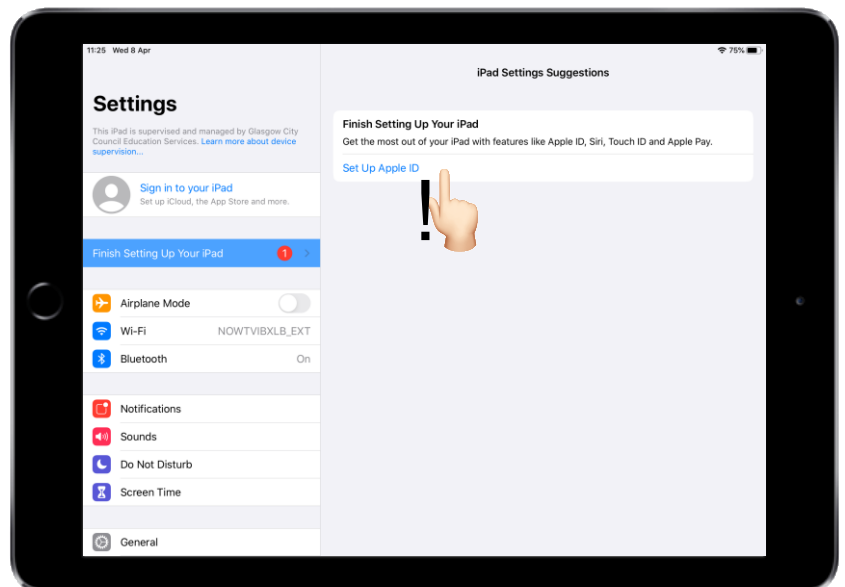 11:25 Wed 8 Apr
75%
iPad Settings Suggestions
Settings
This iPad is supervised and managed by Glasgow City
Council Education Services. Learn more about device
supervision...
Sign in to your iPad
Set up iCloud, the App Store and more.
Finish Setting Up Your iPad 1
Airplane Mode
Wi-Fi NOWTVIBXLB_EXT
Bluetooth On
Notifications
Sounds
Do Not Disturb
Screen Time
General
Finish Setting Up Your iPad
Get the most out of your iPad with features like Apple ID, Siri, Touch ID and Apple Pay.
Set Up Apple ID
!